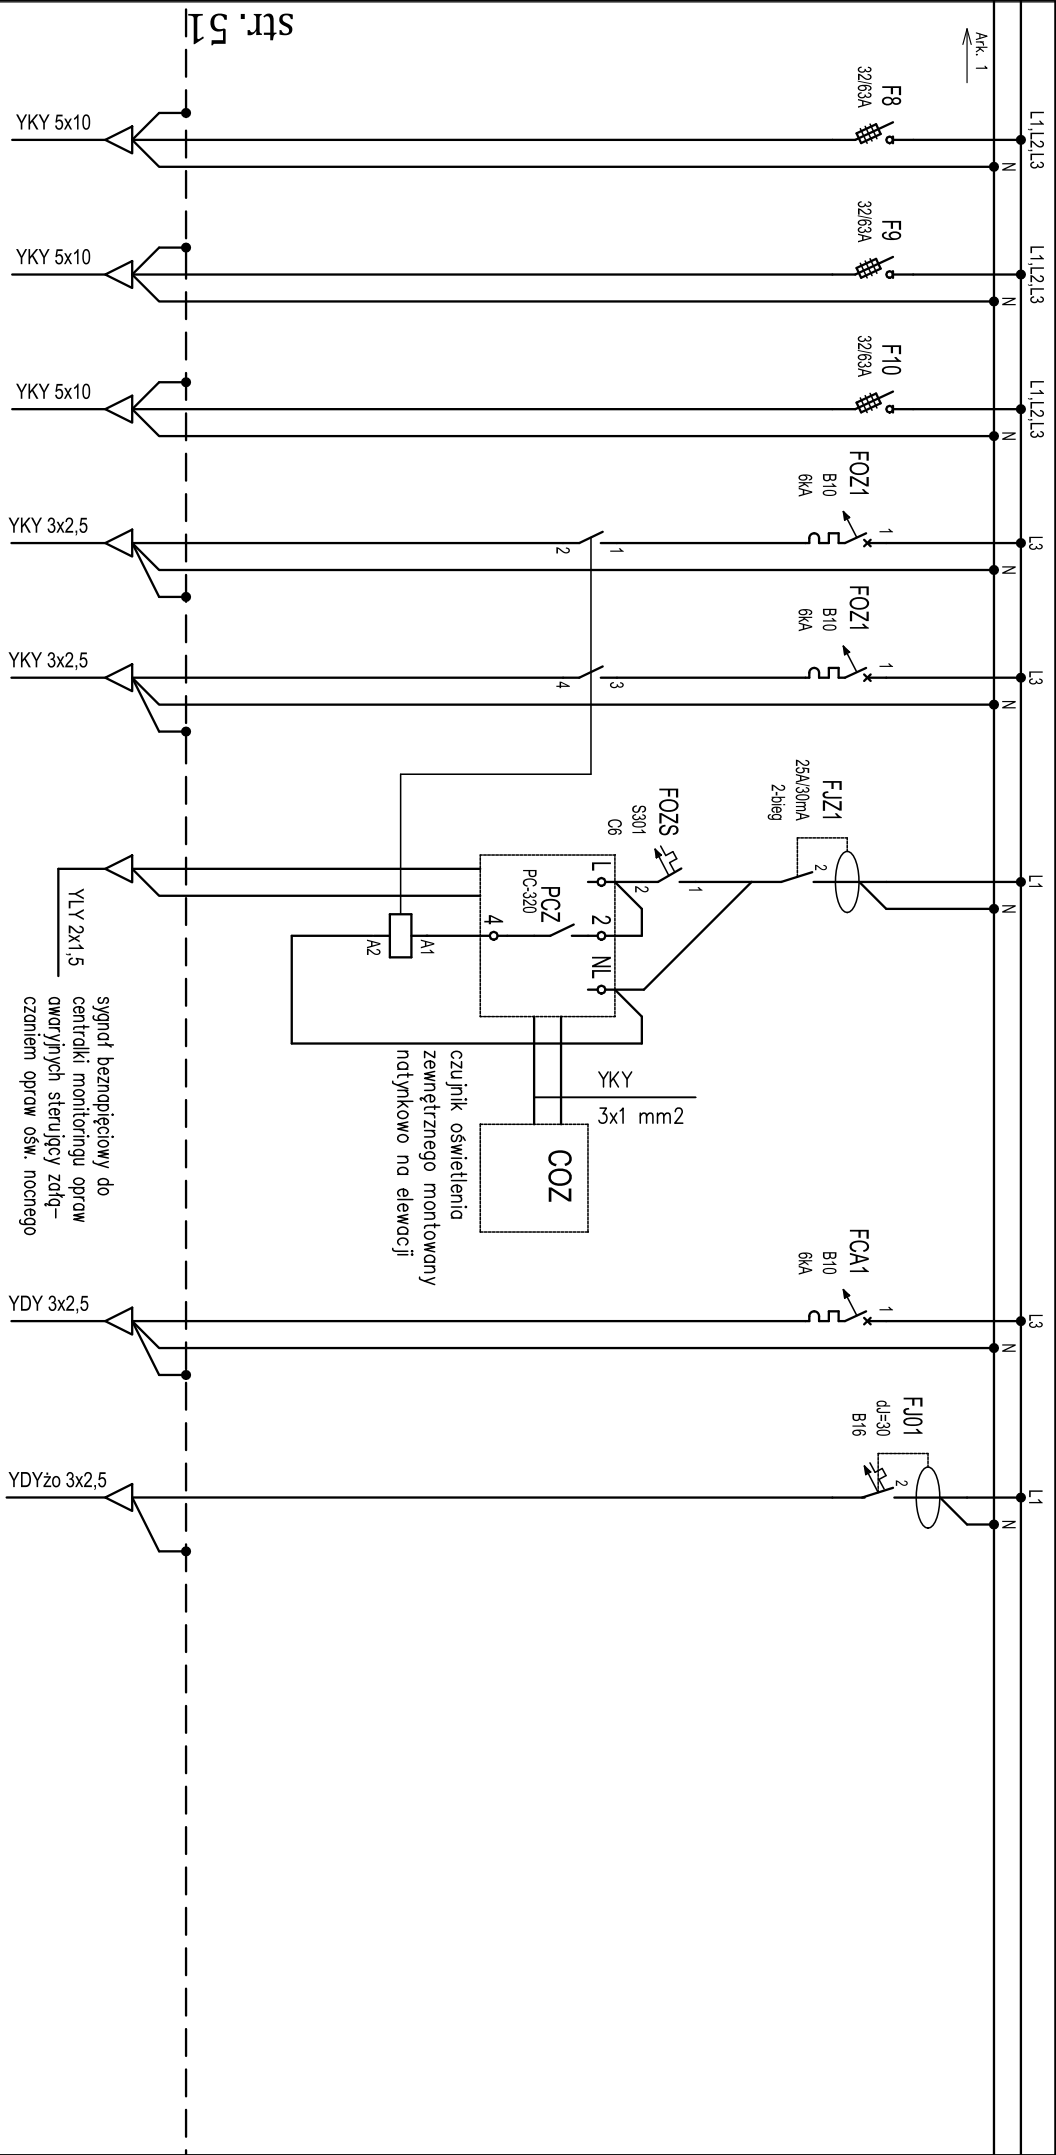 str. 51
Ark. 1
L1,L2,L3
N
F8
32/63A
YKY 5x10
L1,L2,L3
N
F9
32/63A
YKY 5x10
L1,L2,L3
N
F10
32/63A
YKY 5x10
L3
N
FOZ1
B10
6kA
1
1
2
YKY 3x2,5
L3
N
FOZ1
B10
6kA
1
3
4
YKY 3x2,5
L1
N
FJZ1
25A/30mA
2-bieg
2
FOZS
S301
C6
1
2
L
2
NL
PCZ
PC-320
4
A1
A2
YKY
3x1 mm2
COZ
czujnik oświetlenia
zewnętrznego montowany
natynkowo na elewacji
YLY 2x1,5
sygnał beznapięciowy do
centralki monitoringu opraw
awaryjnych sterujący załą-
czaniem opraw ośw. nocnego
L3
N
FCA1
B10
6kA
1
YDY 3x2,5
L1
N
FJ01
dJ=30
B16
2
YDYżo 3x2,5